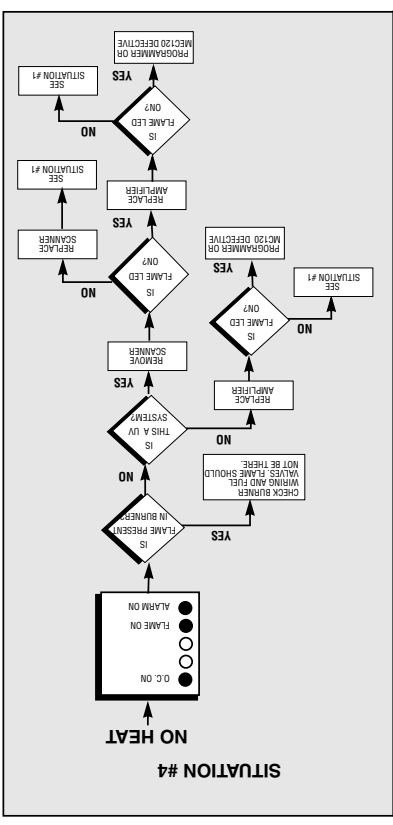 SITUATION #4
NO HEAT
O.C. ON
FLAME ON
ALARM ON
IS
FLAME PRESENT
IN BURNER?
YES
CHECK BURNER
WIRING AND FUEL
VALVES. FLAME SHOULD
NOT BE THERE.
NO
IS
THIS A UV
SYSTEM?
NO
REPLACE
AMPLIFIER
IS
FLAME LED
ON?
NO
SEE
SITUATION #1
YES
PROGRAMMER OR
MC120 DEFECTIVE
YES
REMOVE
SCANNER
IS
FLAME LED
ON?
NO
REPLACE
SCANNER
SEE
SITUATION #1
YES
REPLACE
AMPLIFIER
IS
FLAME LED
ON?
NO
SEE
SITUATION #1
YES
PROGRAMMER OR
MEC120 DEFECTIVE